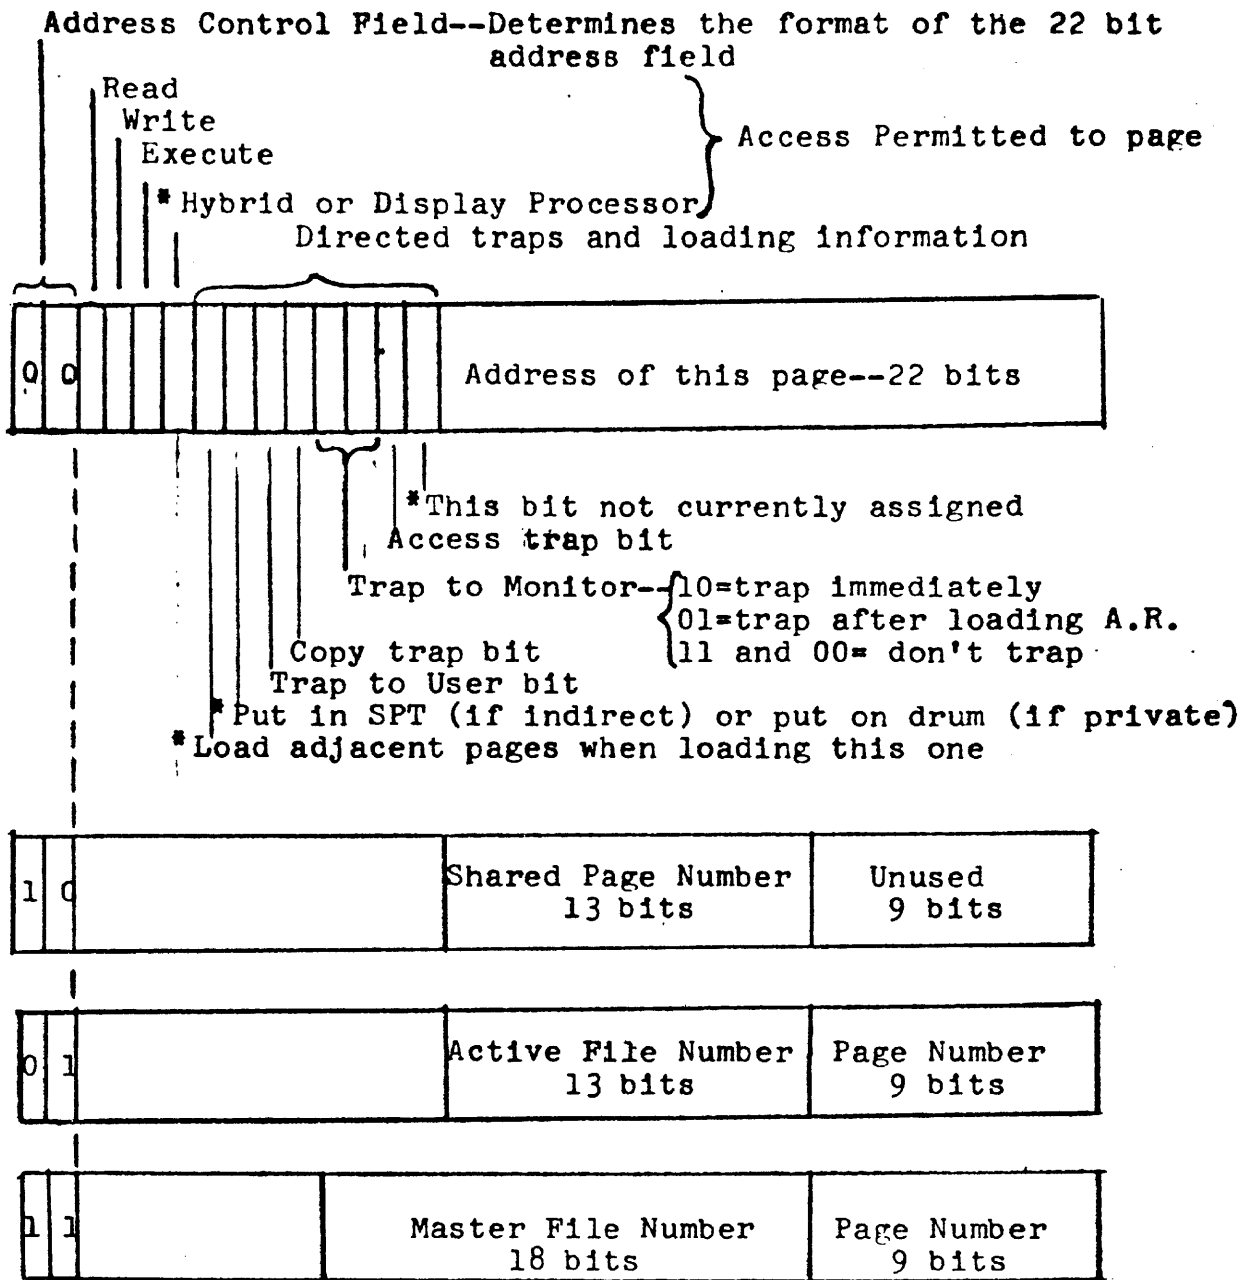 Address Control Field--Determines the format of the 22 bit
address field
Read
Write
Execute
Access Permitted to page
*Hybrid or Display Processor
Directed traps and loading information
0 0
Address of this page--22 bits
*This bit not currently assigned
Access trap bit
Trap to Monitor--10=trap immediately
01=trap after loading A.R.
11 and 00= don't trap
Copy trap bit
Trap to User bit
*Put in SPT (if indirect) or put on drum (if private)
*Load adjacent pages when loading this one
1 0
Shared Page Number
13 bits
Unused
9 bits
0 1
Active File Number
13 bits
Page Number
9 bits
1 1
Master File Number
18 bits
Page Number
9 bits